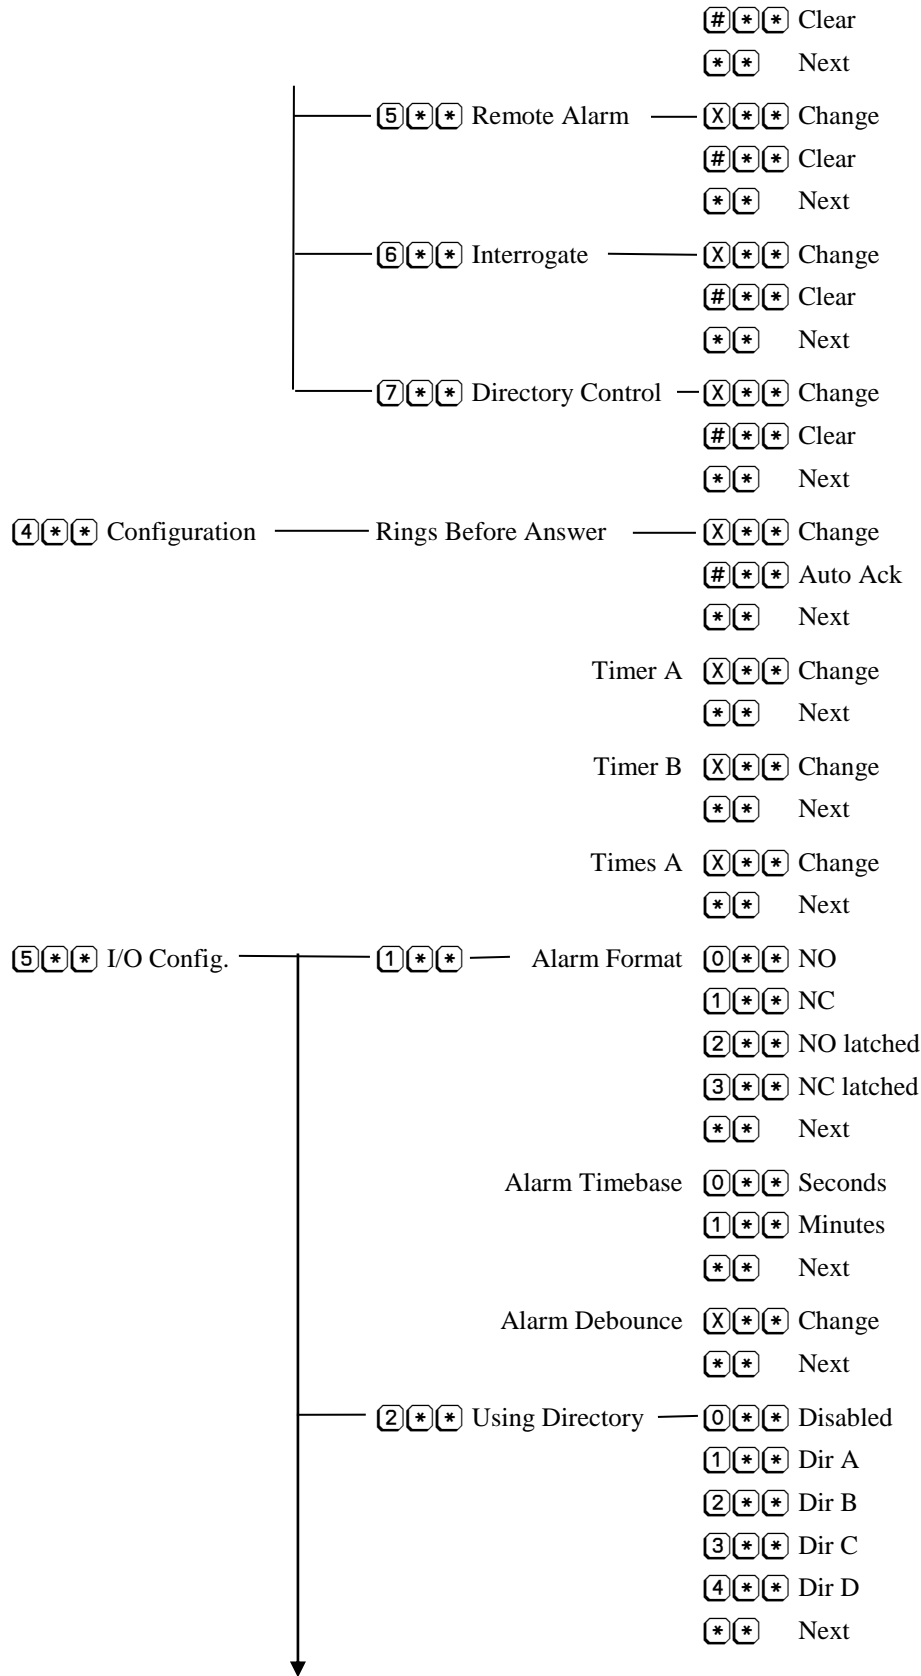 #** Clear
** Next
5** Remote Alarm X** Change
#** Clear
** Next
6** Interrogate X** Change
#** Clear
** Next
7** Directory Control X** Change
#** Clear
** Next
4** Configuration Rings Before Answer X** Change
#** Auto Ack
** Next
Timer A X** Change
** Next
Timer B X** Change
** Next
Times A X** Change
** Next
5** I/O Config. 1** Alarm Format 0** NO
1** NC
2** NO latched
3** NC latched
** Next
Alarm Timebase 0** Seconds
1** Minutes
** Next
Alarm Debounce X** Change
** Next
2** Using Directory 0** Disabled
1** Dir A
2** Dir B
3** Dir C
4** Dir D
** Next